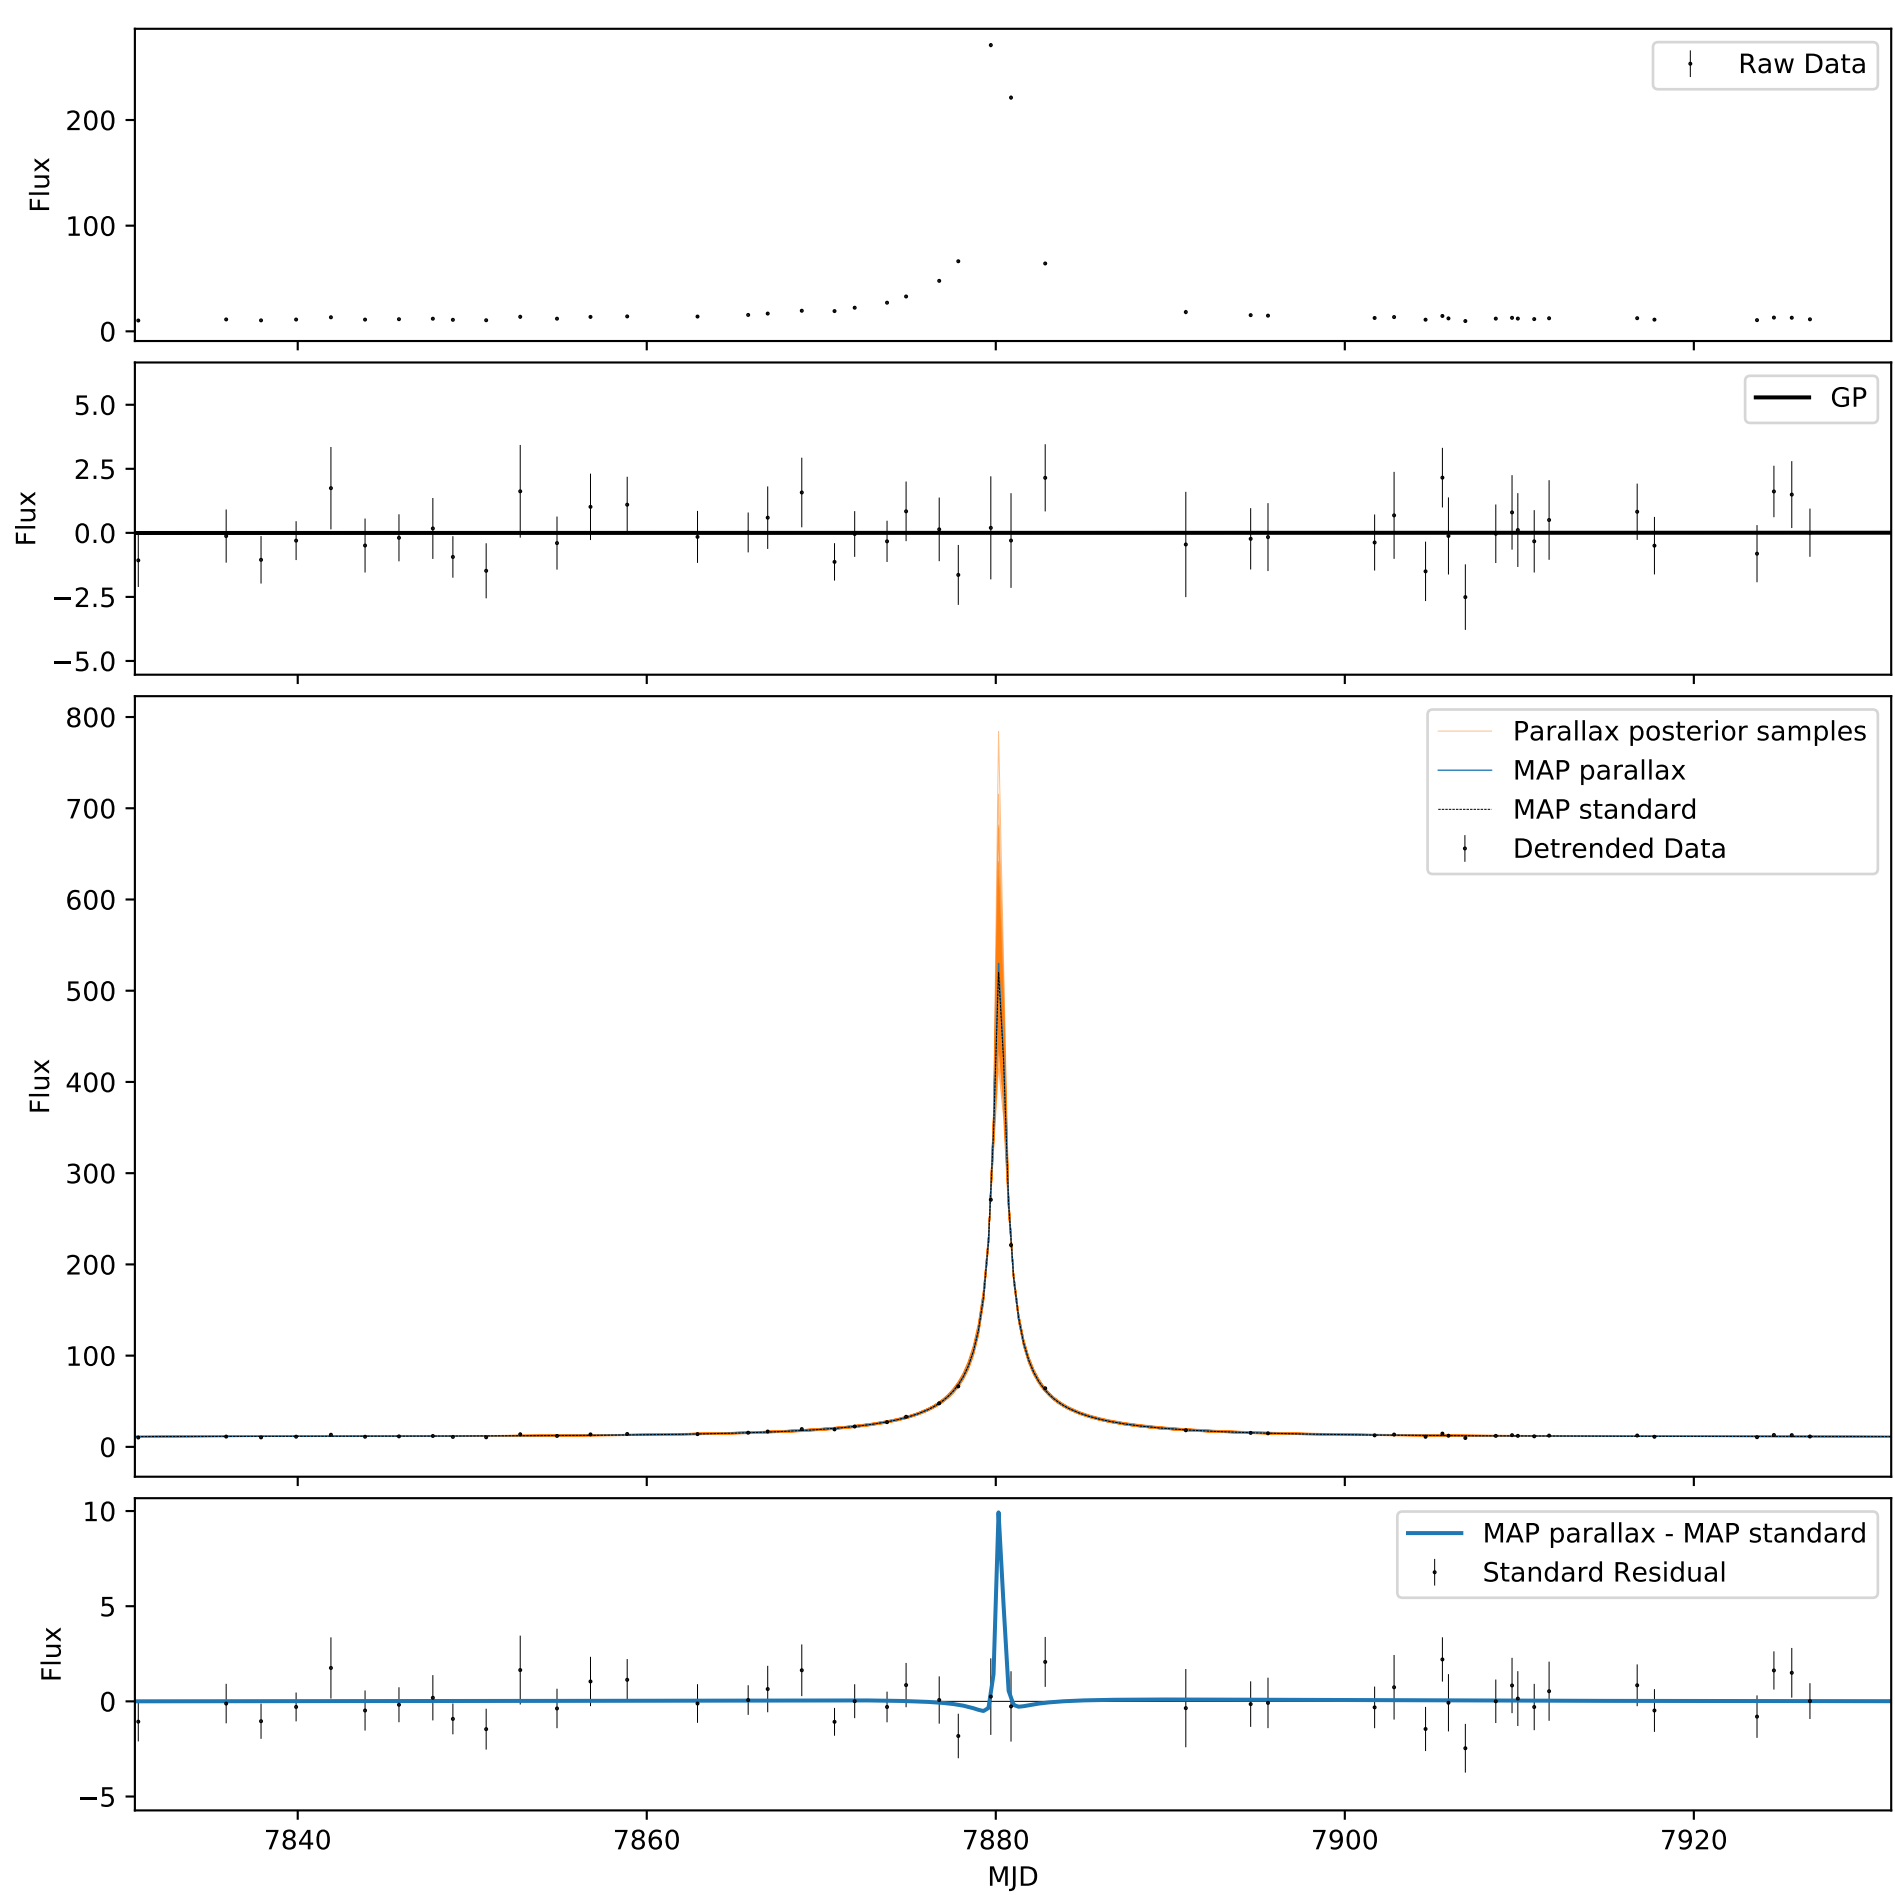 Raw Data
200
100
0
Flux
GP
5.0
2.5
0.0
−2.5
−5.0
Flux
Parallax posterior samples
MAP parallax
MAP standard
Detrended Data
800
700
600
500
400
300
200
100
0
Flux
MAP parallax - MAP standard
Standard Residual
10
5
0
−5
Flux
7840 7860 7880 7900 7920
MJD